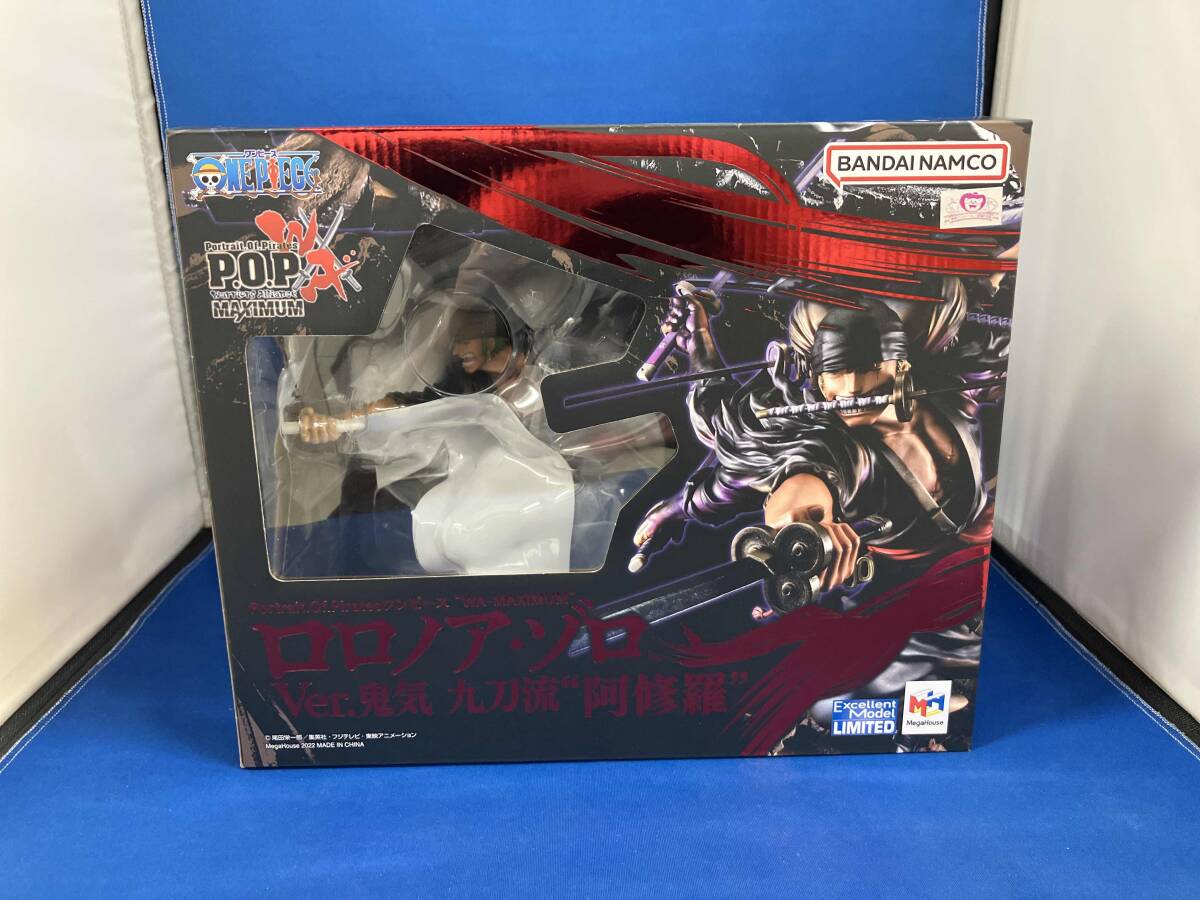 ワンピース
ONE PIECE
Portrait.Of.Pirates
P.O.P
WA
Warriors Alliance
MAXIMUM
BANDAI NAMCO
Portrait.Of.Piratesワンピース "WA-MAXIMUM"
ロロノア・ゾロ
Ver.鬼気 九刀流"阿修羅"
© 尾田栄一郎／集英社・フジテレビ・東映アニメーション
MegaHouse 2022 MADE IN CHINA
Excellent
Model
LIMITED
MegaHouse